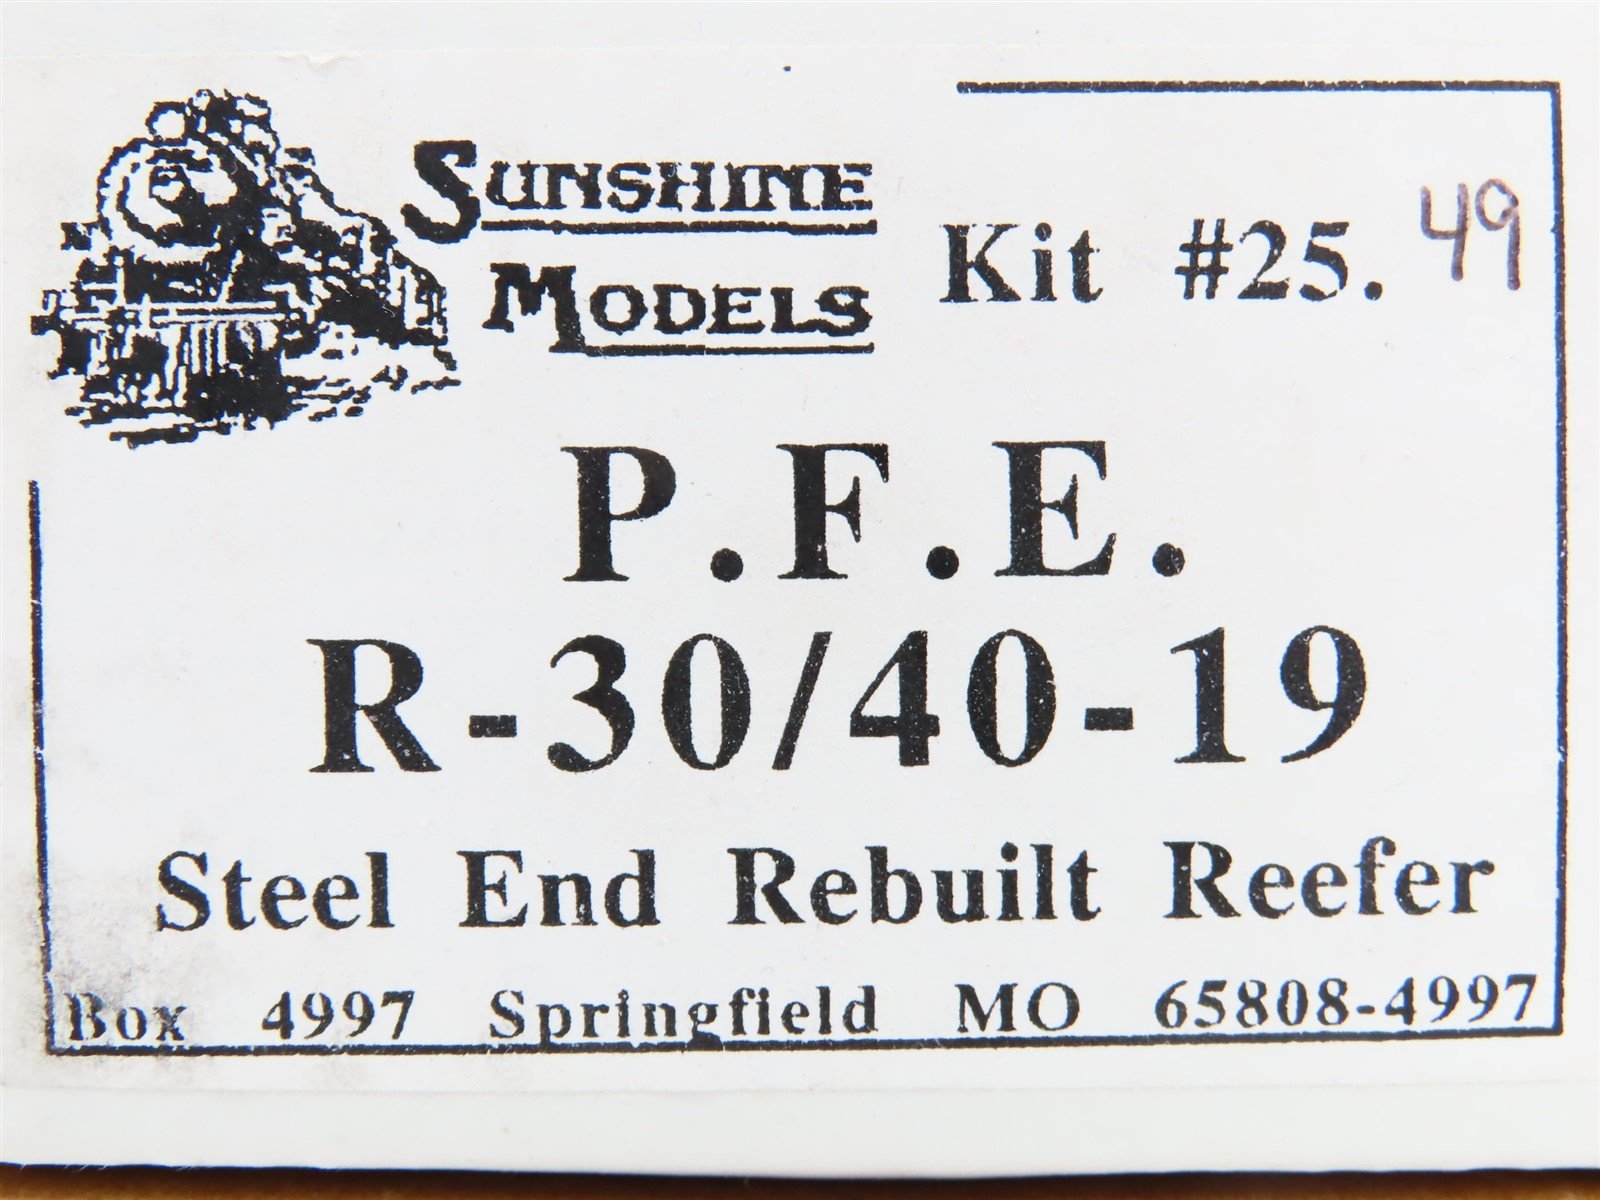 SUNSHINE
MODELS
Kit #25. 49
P.F.E.
R-30/40-19
Steel End Rebuilt Reefer
Box 4997 Springfield MO 65808-4997